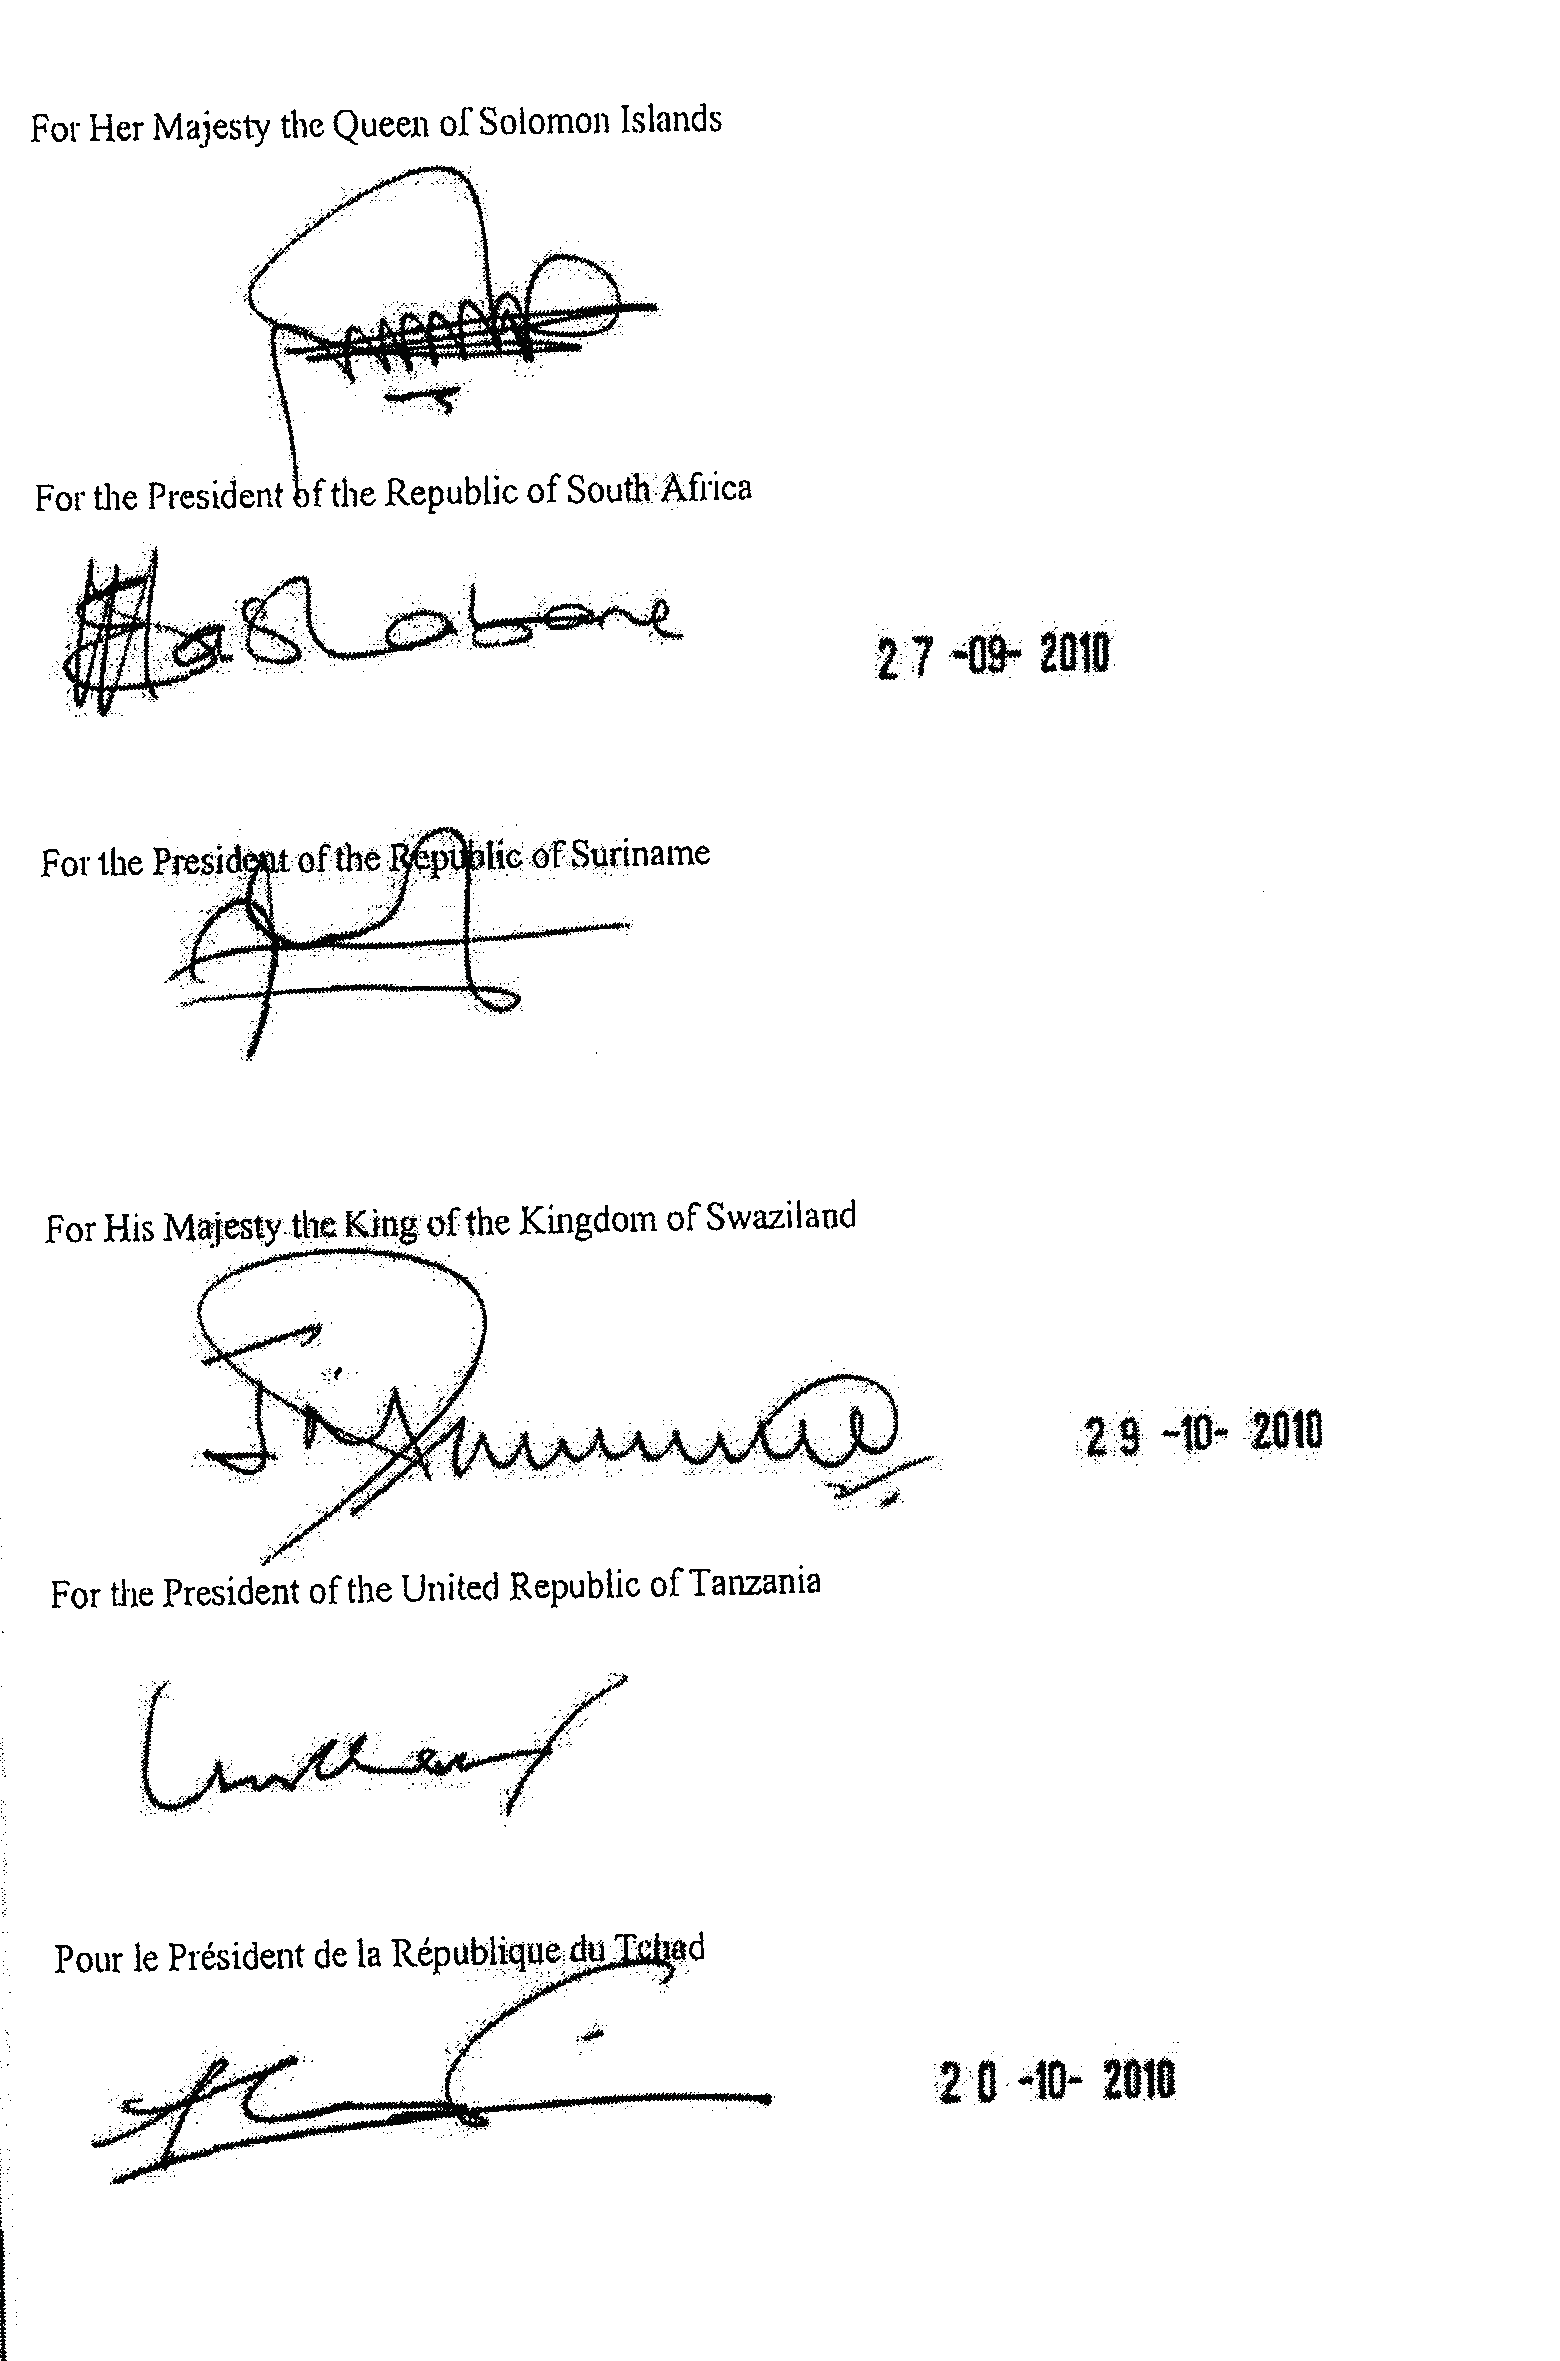 For Her Majesty the Queen of Solomon Islands
For the President of the Republic of South Africa
27 -09- 2010
For the President of the Republic of Suriname
For His Majesty the King of the Kingdom of Swaziland
29 -10- 2010
For the President of the United Republic of Tanzania
Pour le Président de la République du Tchad
20 -10- 2010